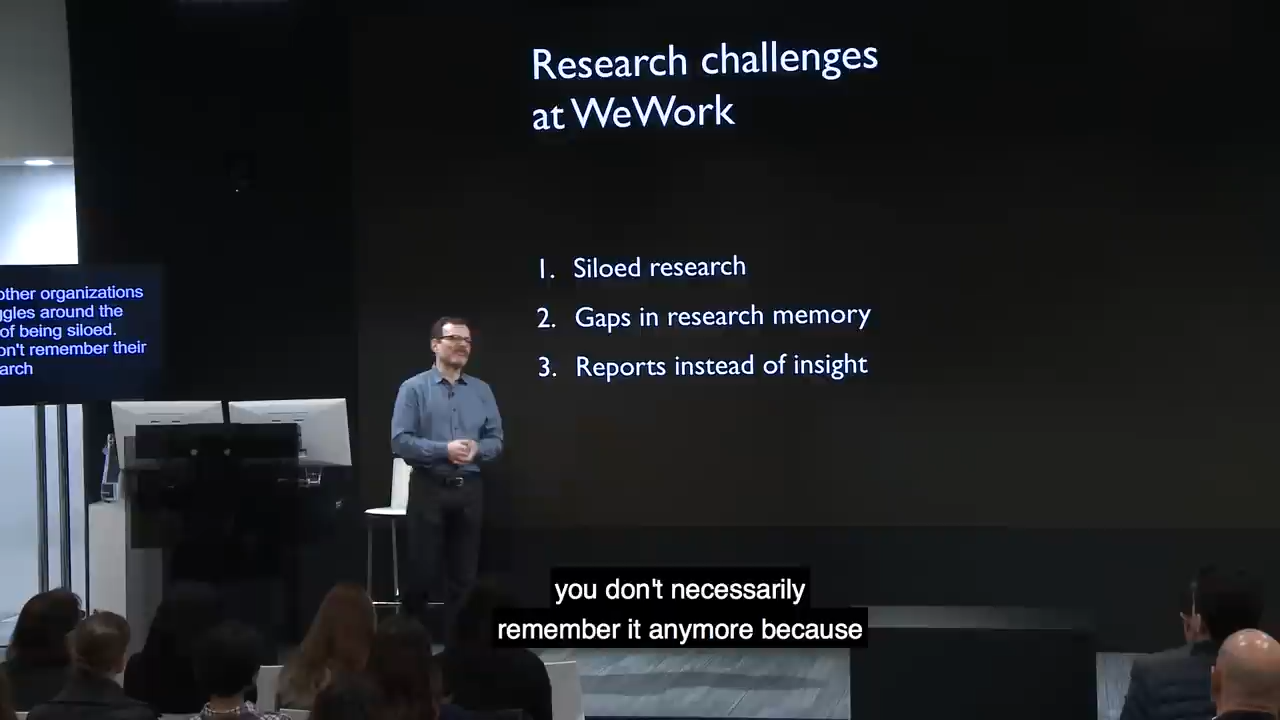 Research challenges
at WeWork
1. Siloed research
2. Gaps in research memory
3. Reports instead of insight
other organizations
ggles around the
of being siloed.
on't remember their
arch
you don't necessarily
remember it anymore because